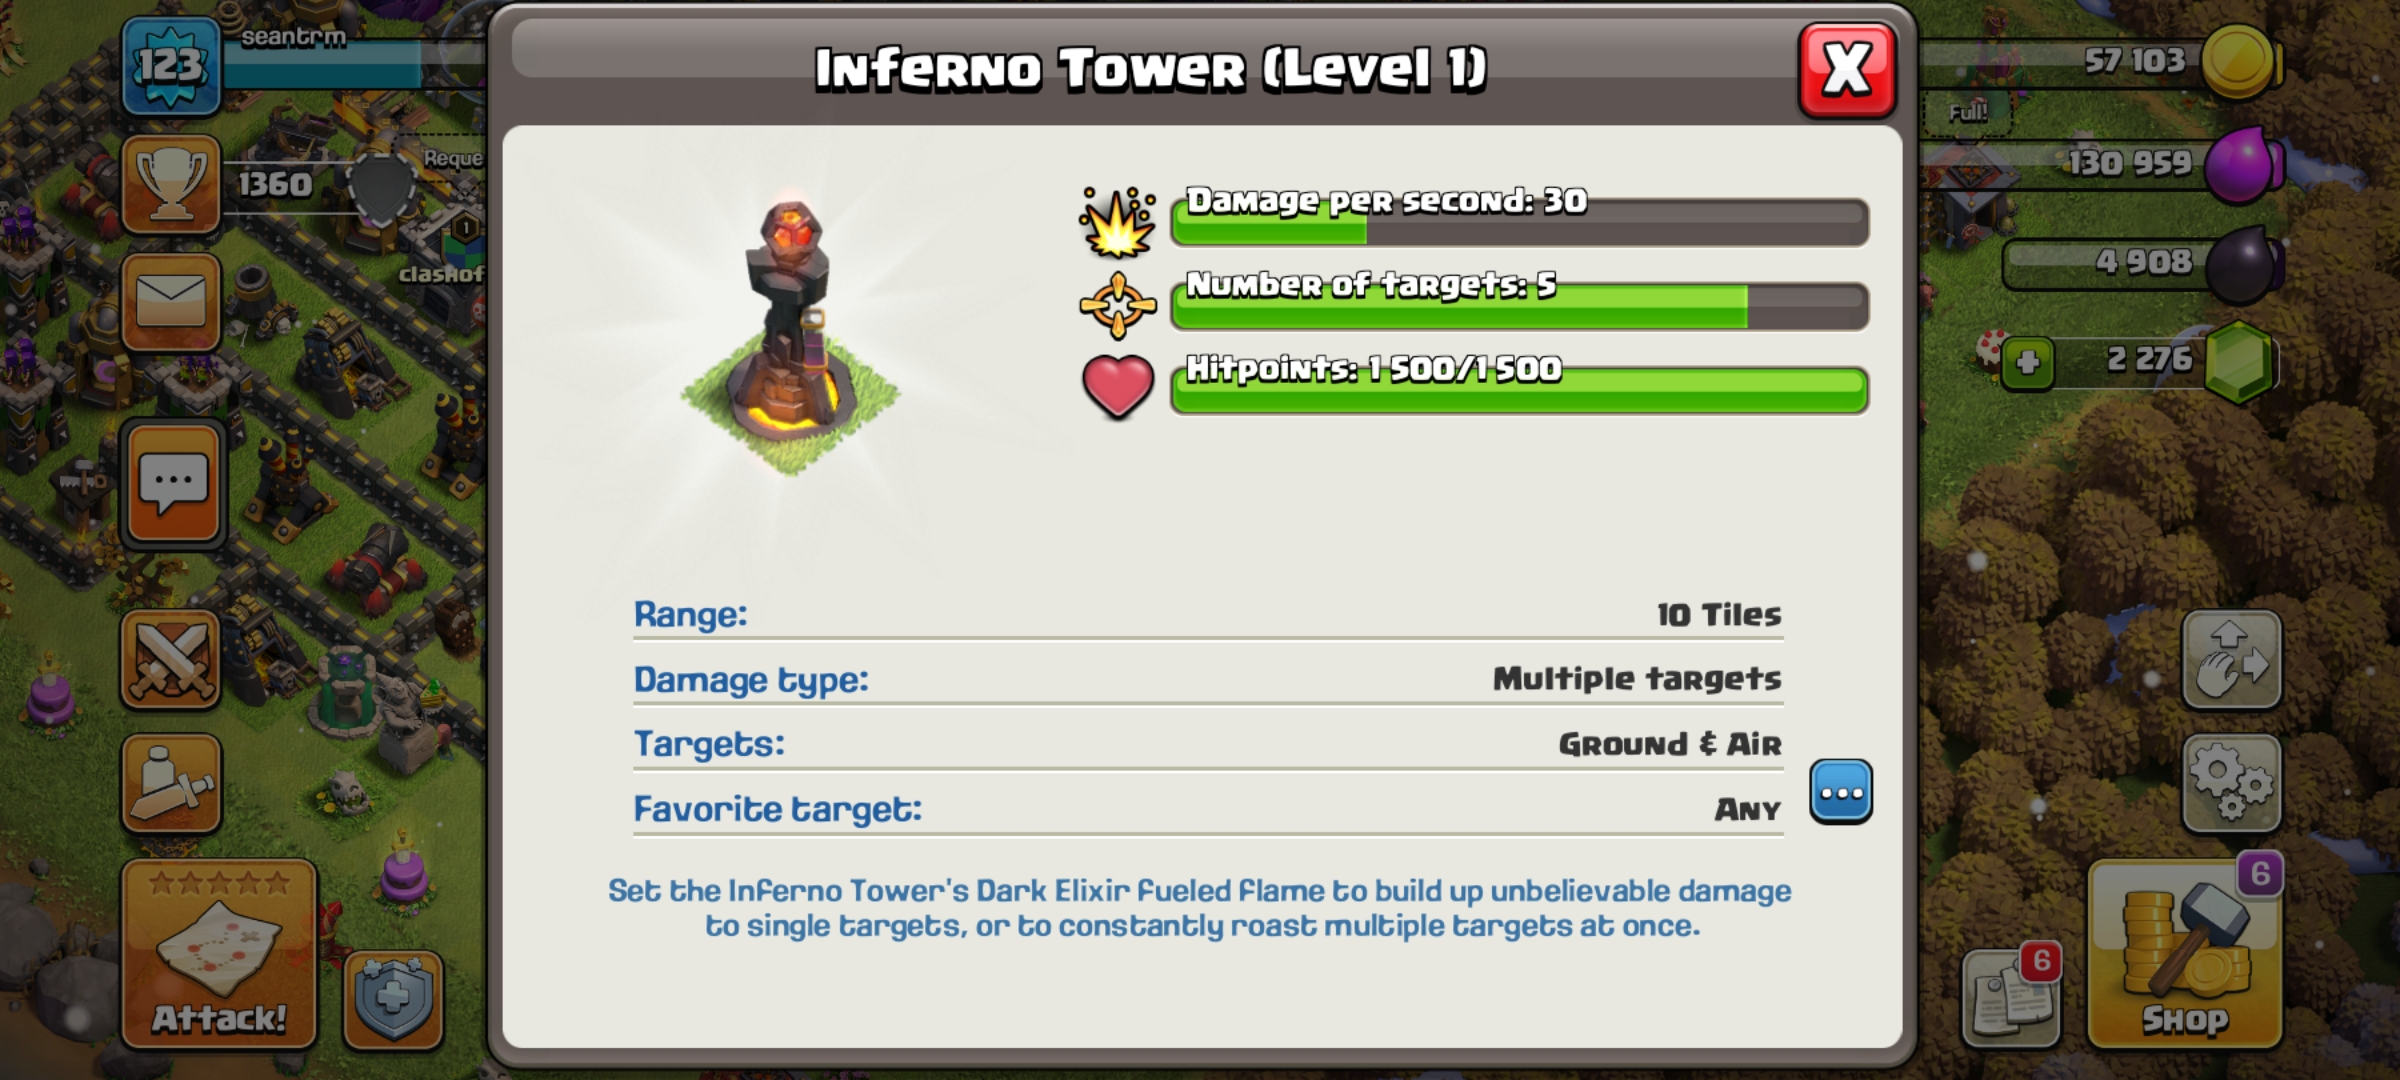 Inferno Tower (Level 1)
X
123
seantrm
1360
Reque
1
clashof
57 103
Full!
130 959
4 908
2 276
Damage per second: 30
Number of targets: 5
Hitpoints: 1 500/1 500
Range: 10 Tiles
Damage type: Multiple targets
Targets: Ground & Air
Favorite target: Any
Set the Inferno Tower's Dark Elixir fueled flame to build up unbelievable damage
to single targets, or to constantly roast multiple targets at once.
Attack!
6
6
Shop